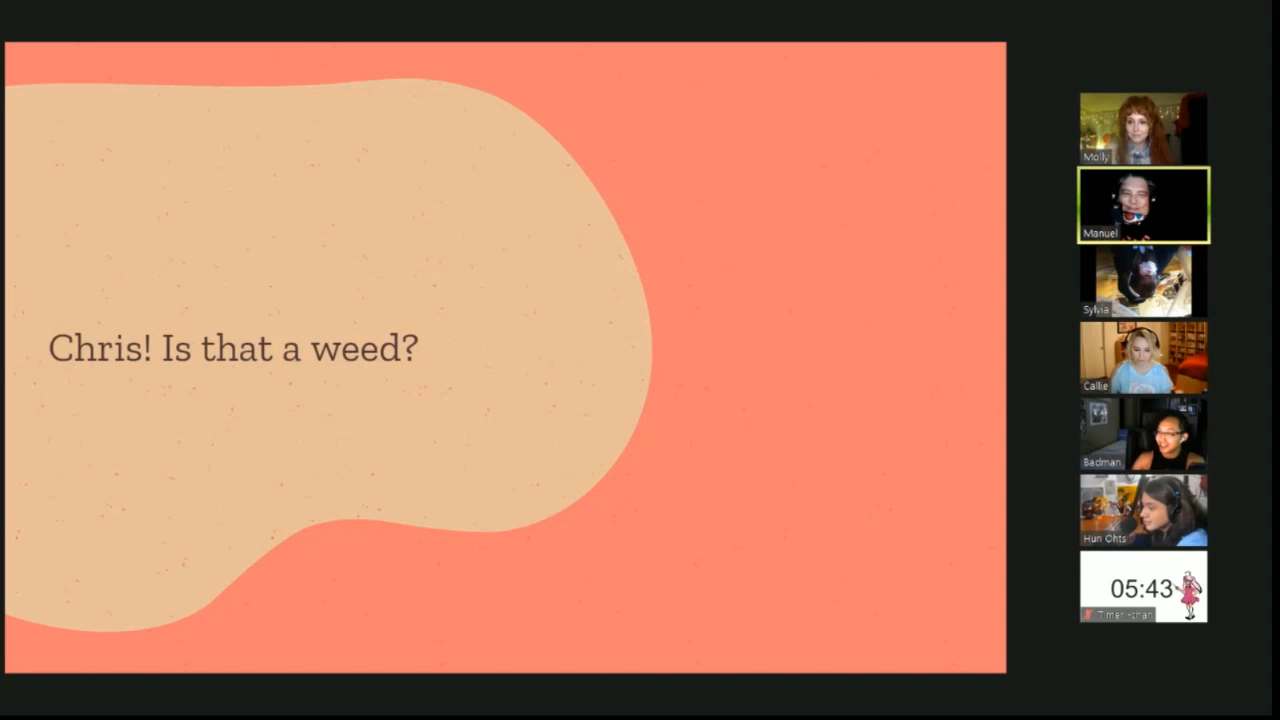 Chris! Is that a weed?
Molly
Manuel
Sylvia
Callie
Badman
Hun Ohts
05:43
Timer -chan